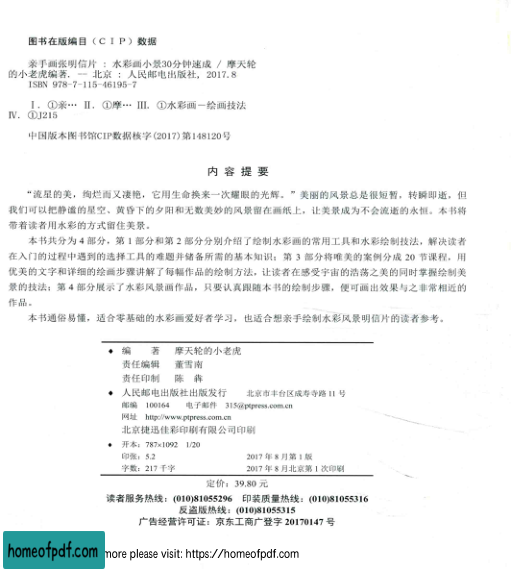 图书在版编目（CIP）数据
亲手画张明信片 : 水彩画小景30分钟速成 / 摩天轮
的小老虎编著. -- 北京 : 人民邮电出版社, 2017.8
ISBN 978-7-115-46195-7
Ⅰ. ①亲… Ⅱ. ①摩… Ⅲ. ①水彩画－绘画技法
Ⅳ. ①J215
中国版本图书馆CIP数据核字(2017)第148120号
内 容 提 要
“流星的美，绚烂而又凄艳，它用生命换来一次耀眼的光辉。”美丽的风景总是很短暂，转瞬即逝，但
我们可以把静谧的星空、黄昏下的夕阳和无数美妙的风景留在画纸上，让美景成为不会流逝的永恒。本书将
带着读者用水彩的方式留住美景。
本书共分为 4 部分，第 1 部分和第 2 部分分别介绍了绘制水彩画的常用工具和水彩绘制技法，解决读者
在入门的过程中遇到的选择工具的难题并储备所需的基本知识；第 3 部分将唯美的案例分成 20 节课程，用
优美的文字和详细的绘画步骤讲解了每幅作品的绘制方法，让读者在感受宇宙的浩荡之美的同时掌握绘制美
景的技法；第 4 部分展示了水彩风景画作品，只要认真跟随本书的绘制步骤，便可画出效果与之非常相近的
作品。
本书通俗易懂，适合零基础的水彩画爱好者学习，也适合想亲手绘制水彩风景明信片的读者参考。
◆ 编 著 摩天轮的小老虎
责任编辑 董雪南
责任印制 陈 犇
◆ 人民邮电出版社出版发行 北京市丰台区成寿寺路 11 号
邮编 100164 电子邮件 315@ptpress.com.cn
网址 http://www.ptpress.com.cn
北京捷迅佳彩印刷有限公司印刷
◆ 开本：787×1092 1/20
印张：5.2 2017 年 8 月第 1 版
字数：217 千字 2017 年 8 月北京第 1 次印刷
定价：39.80 元
读者服务热线：(010)81055296 印装质量热线：(010)81055316
反盗版热线：(010)81055315
广告经营许可证：京东工商广登字 20170147 号
homeofpdf.com more please visit: https://homeofpdf.com